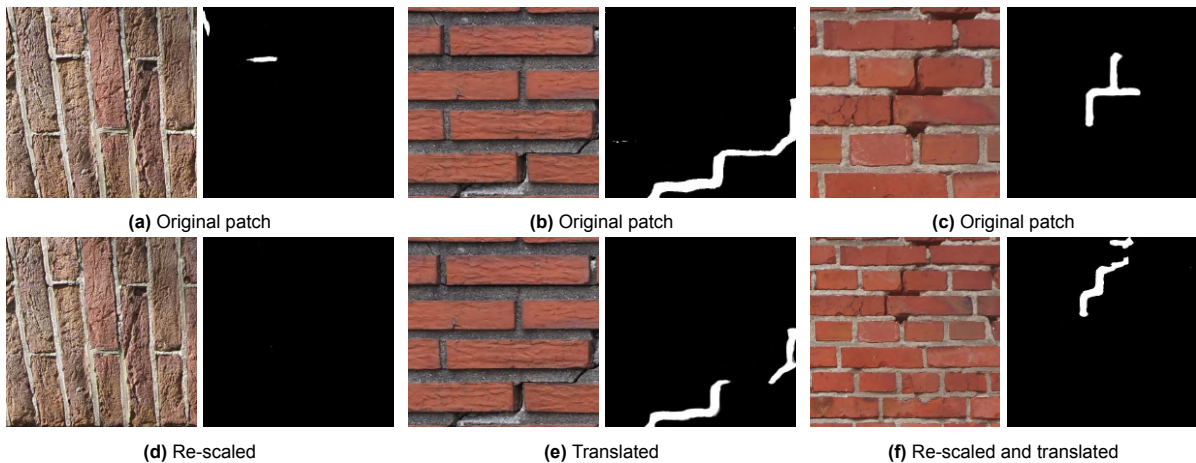 (a) Original patch
(b) Original patch
(c) Original patch
(d) Re-scaled
(e) Translated
(f) Re-scaled and translated